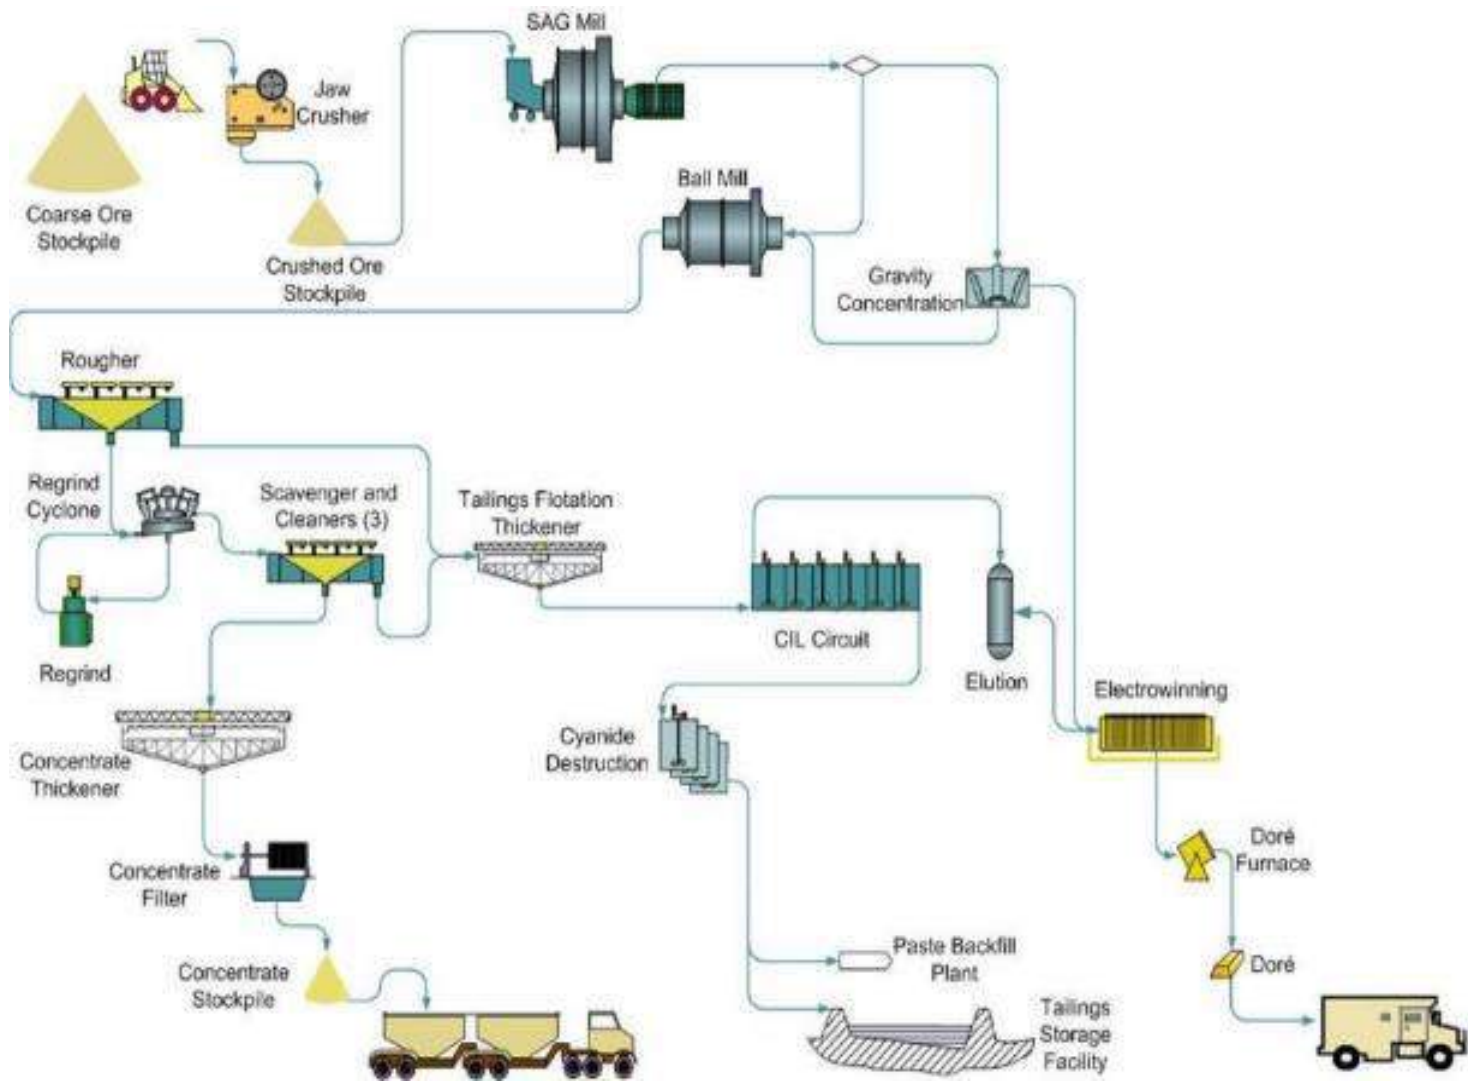 SAG Mill
Jaw
Crusher
Coarse Ore
Stockpile
Crushed Ore
Stockpile
Ball Mill
Gravity
Concentration
Rougher
Regrind
Cyclone
Scavenger and
Cleaners (3)
Tailings Flotation
Thickener
Regrind
CIL Circuit
Elution
Electrowinning
Concentrate
Thickener
Cyanide
Destruction
Doré
Furnace
Concentrate
Filter
Paste Backfill
Plant
Doré
Concentrate
Stockpile
Tailings
Storage
Facility